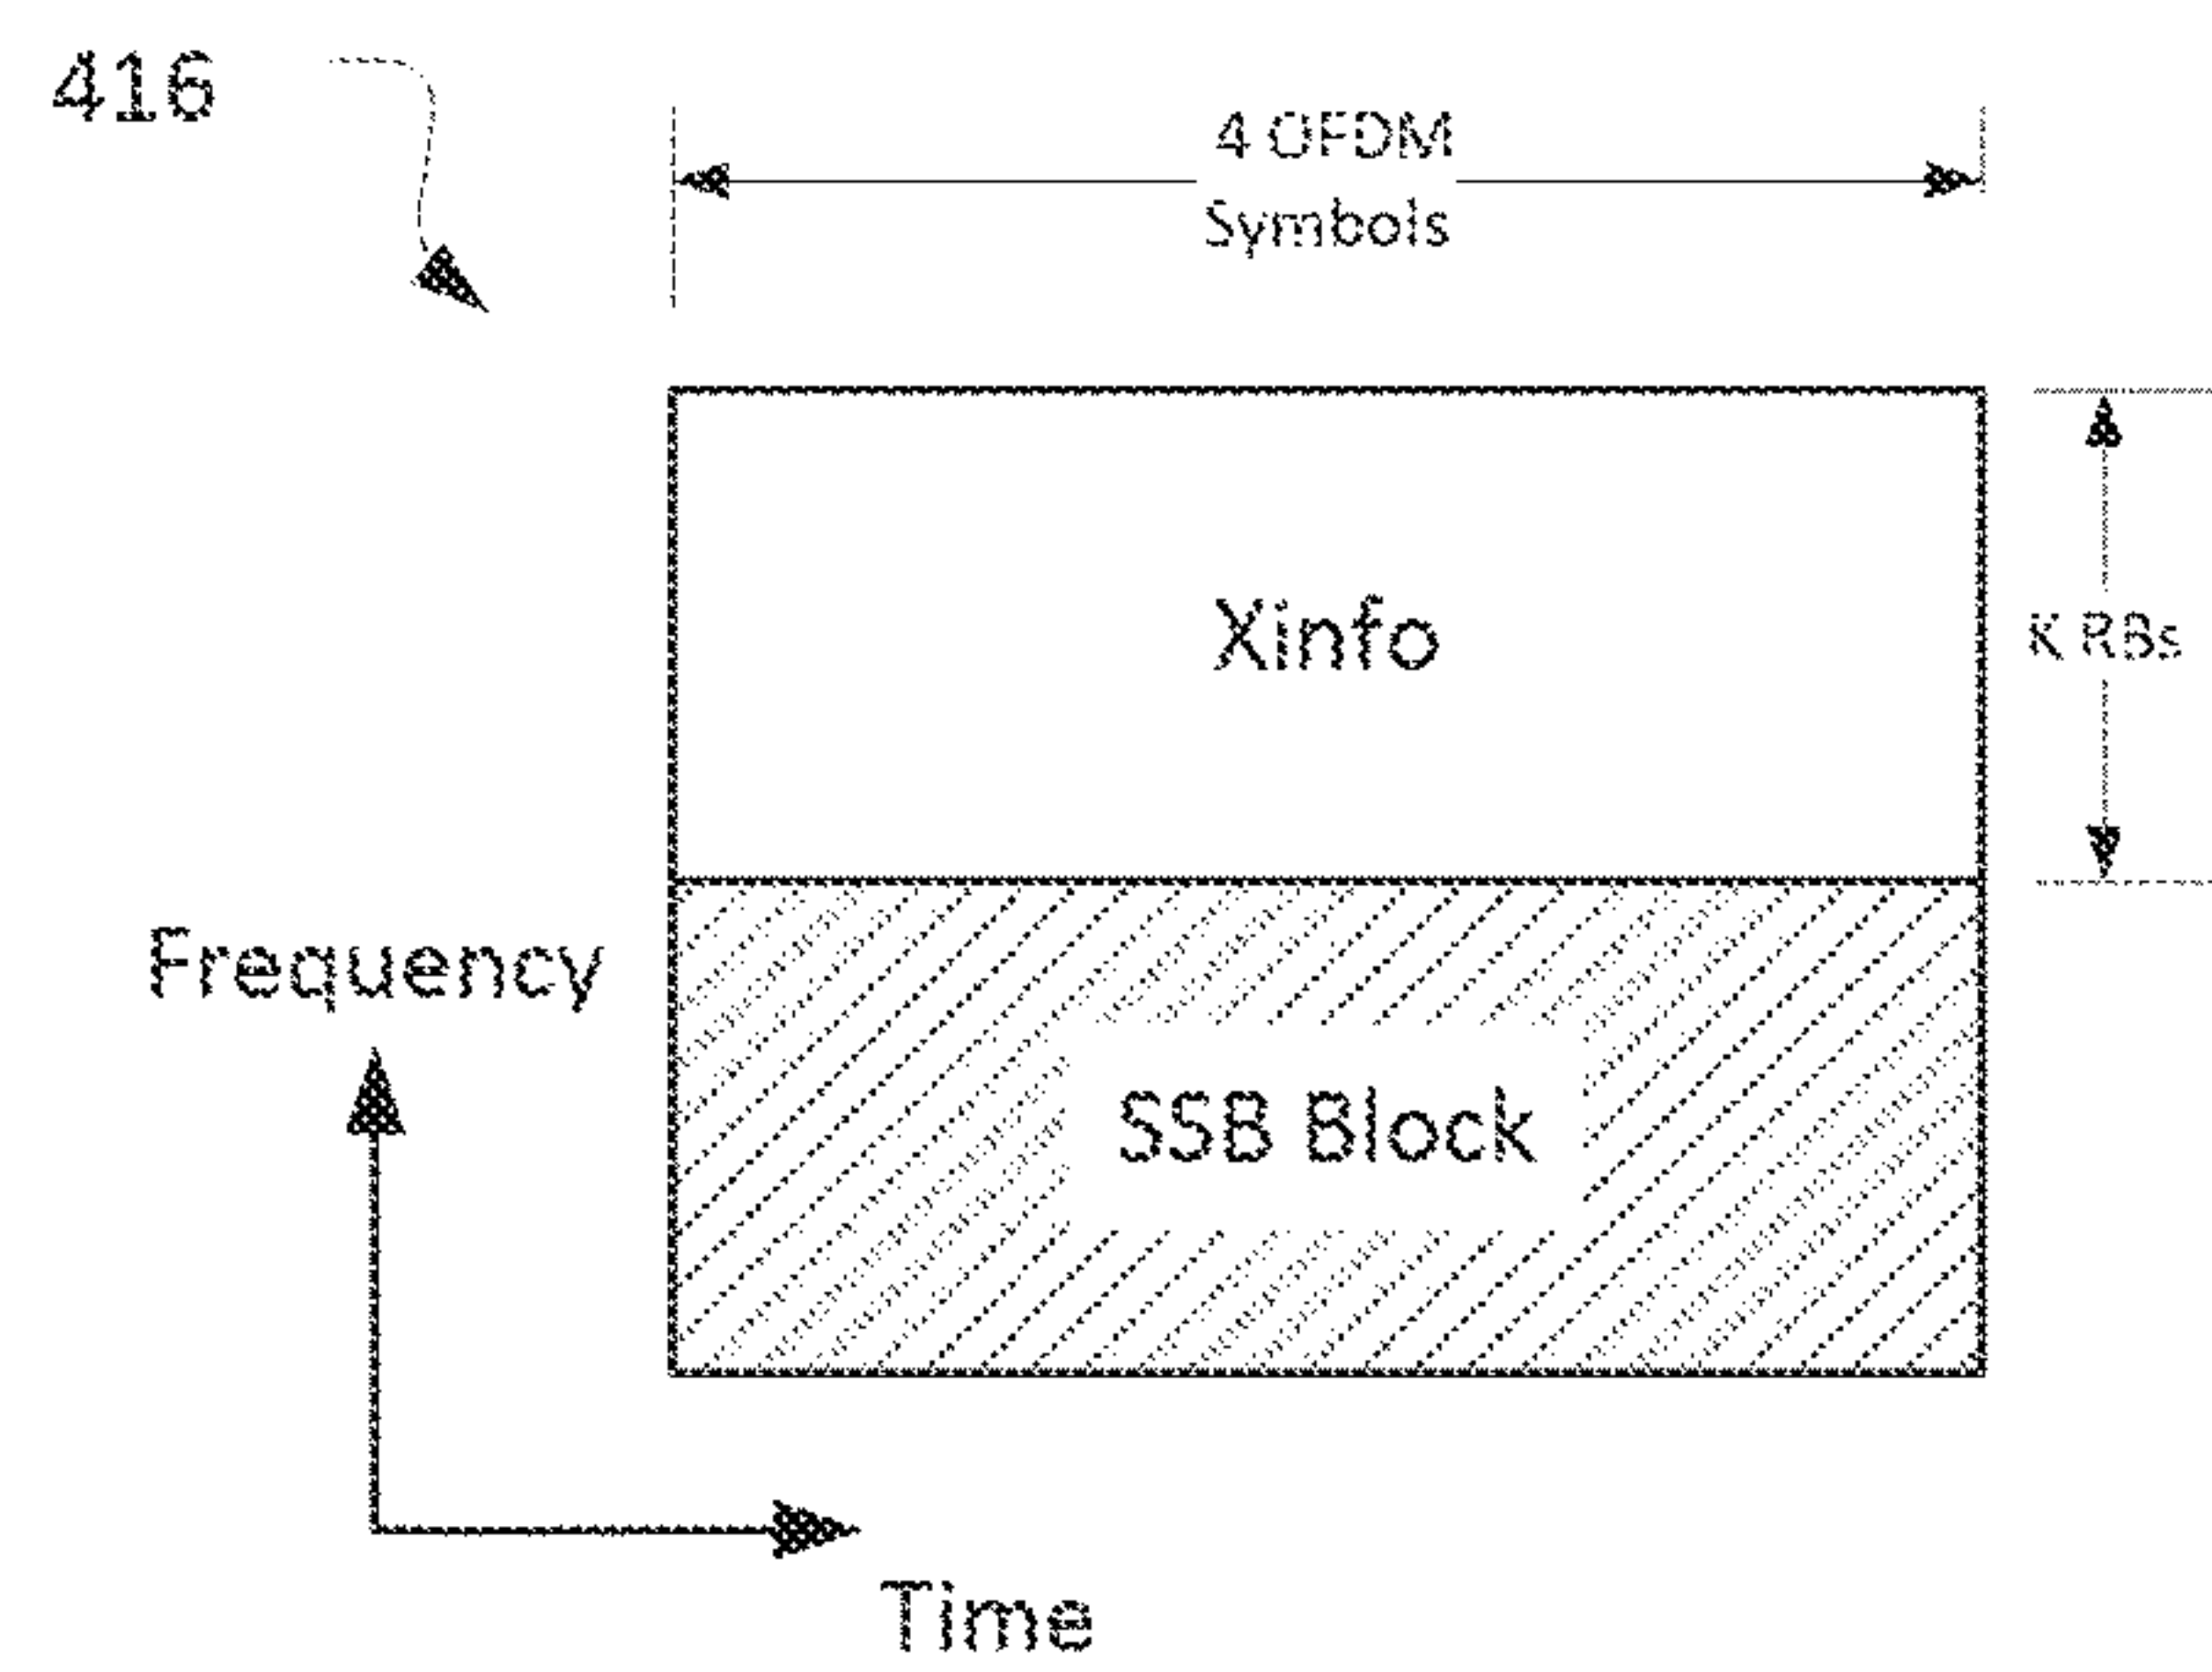 416
4 OFDM
Symbols
Xinfo
K RBs
Frequency
SSB Block
Time